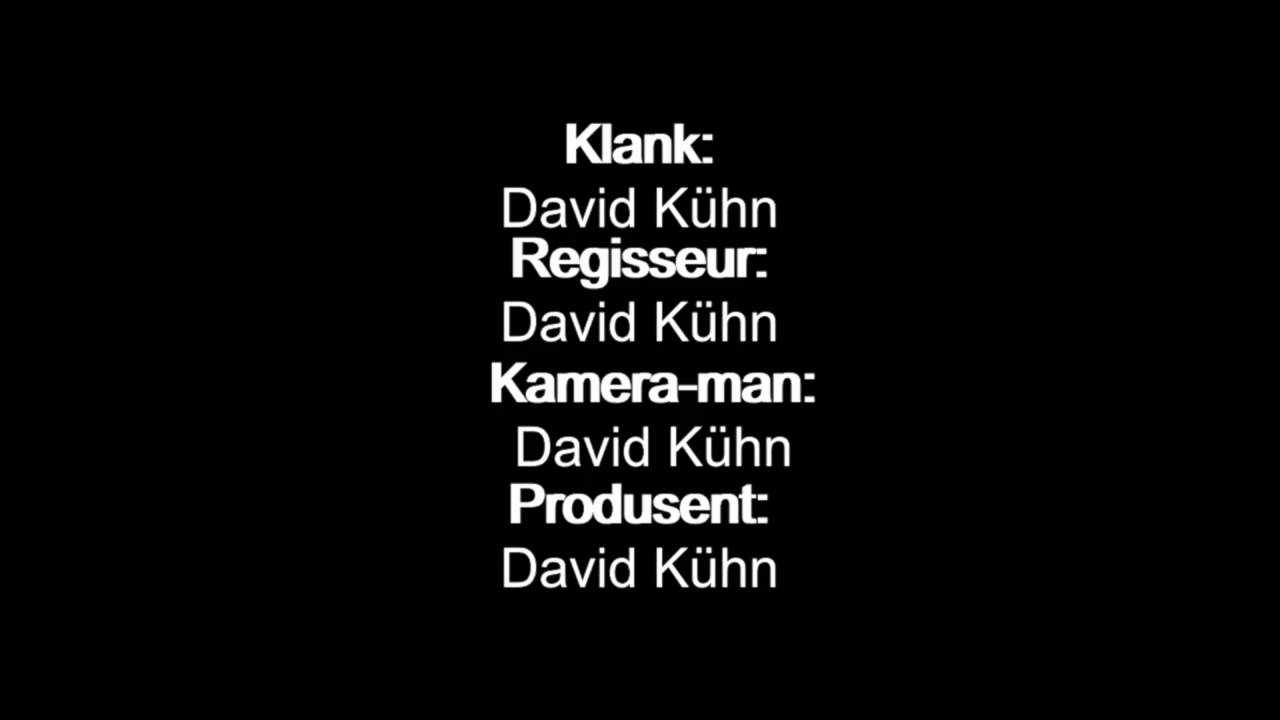 Klank:
David Kühn
Regisseur:
David Kühn
Kamera-man:
David Kühn
Produsent:
David Kühn